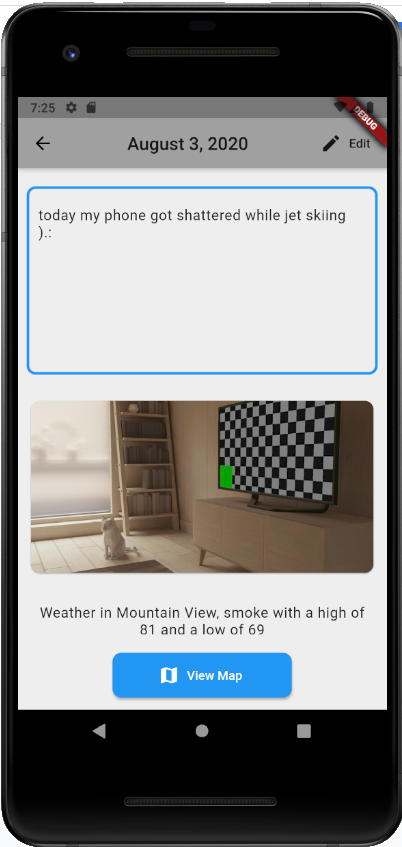 7:25
DEBUG
August 3, 2020
Edit
today my phone got shattered while jet skiing
).:
Weather in Mountain View, smoke with a high of
81 and a low of 69
View Map